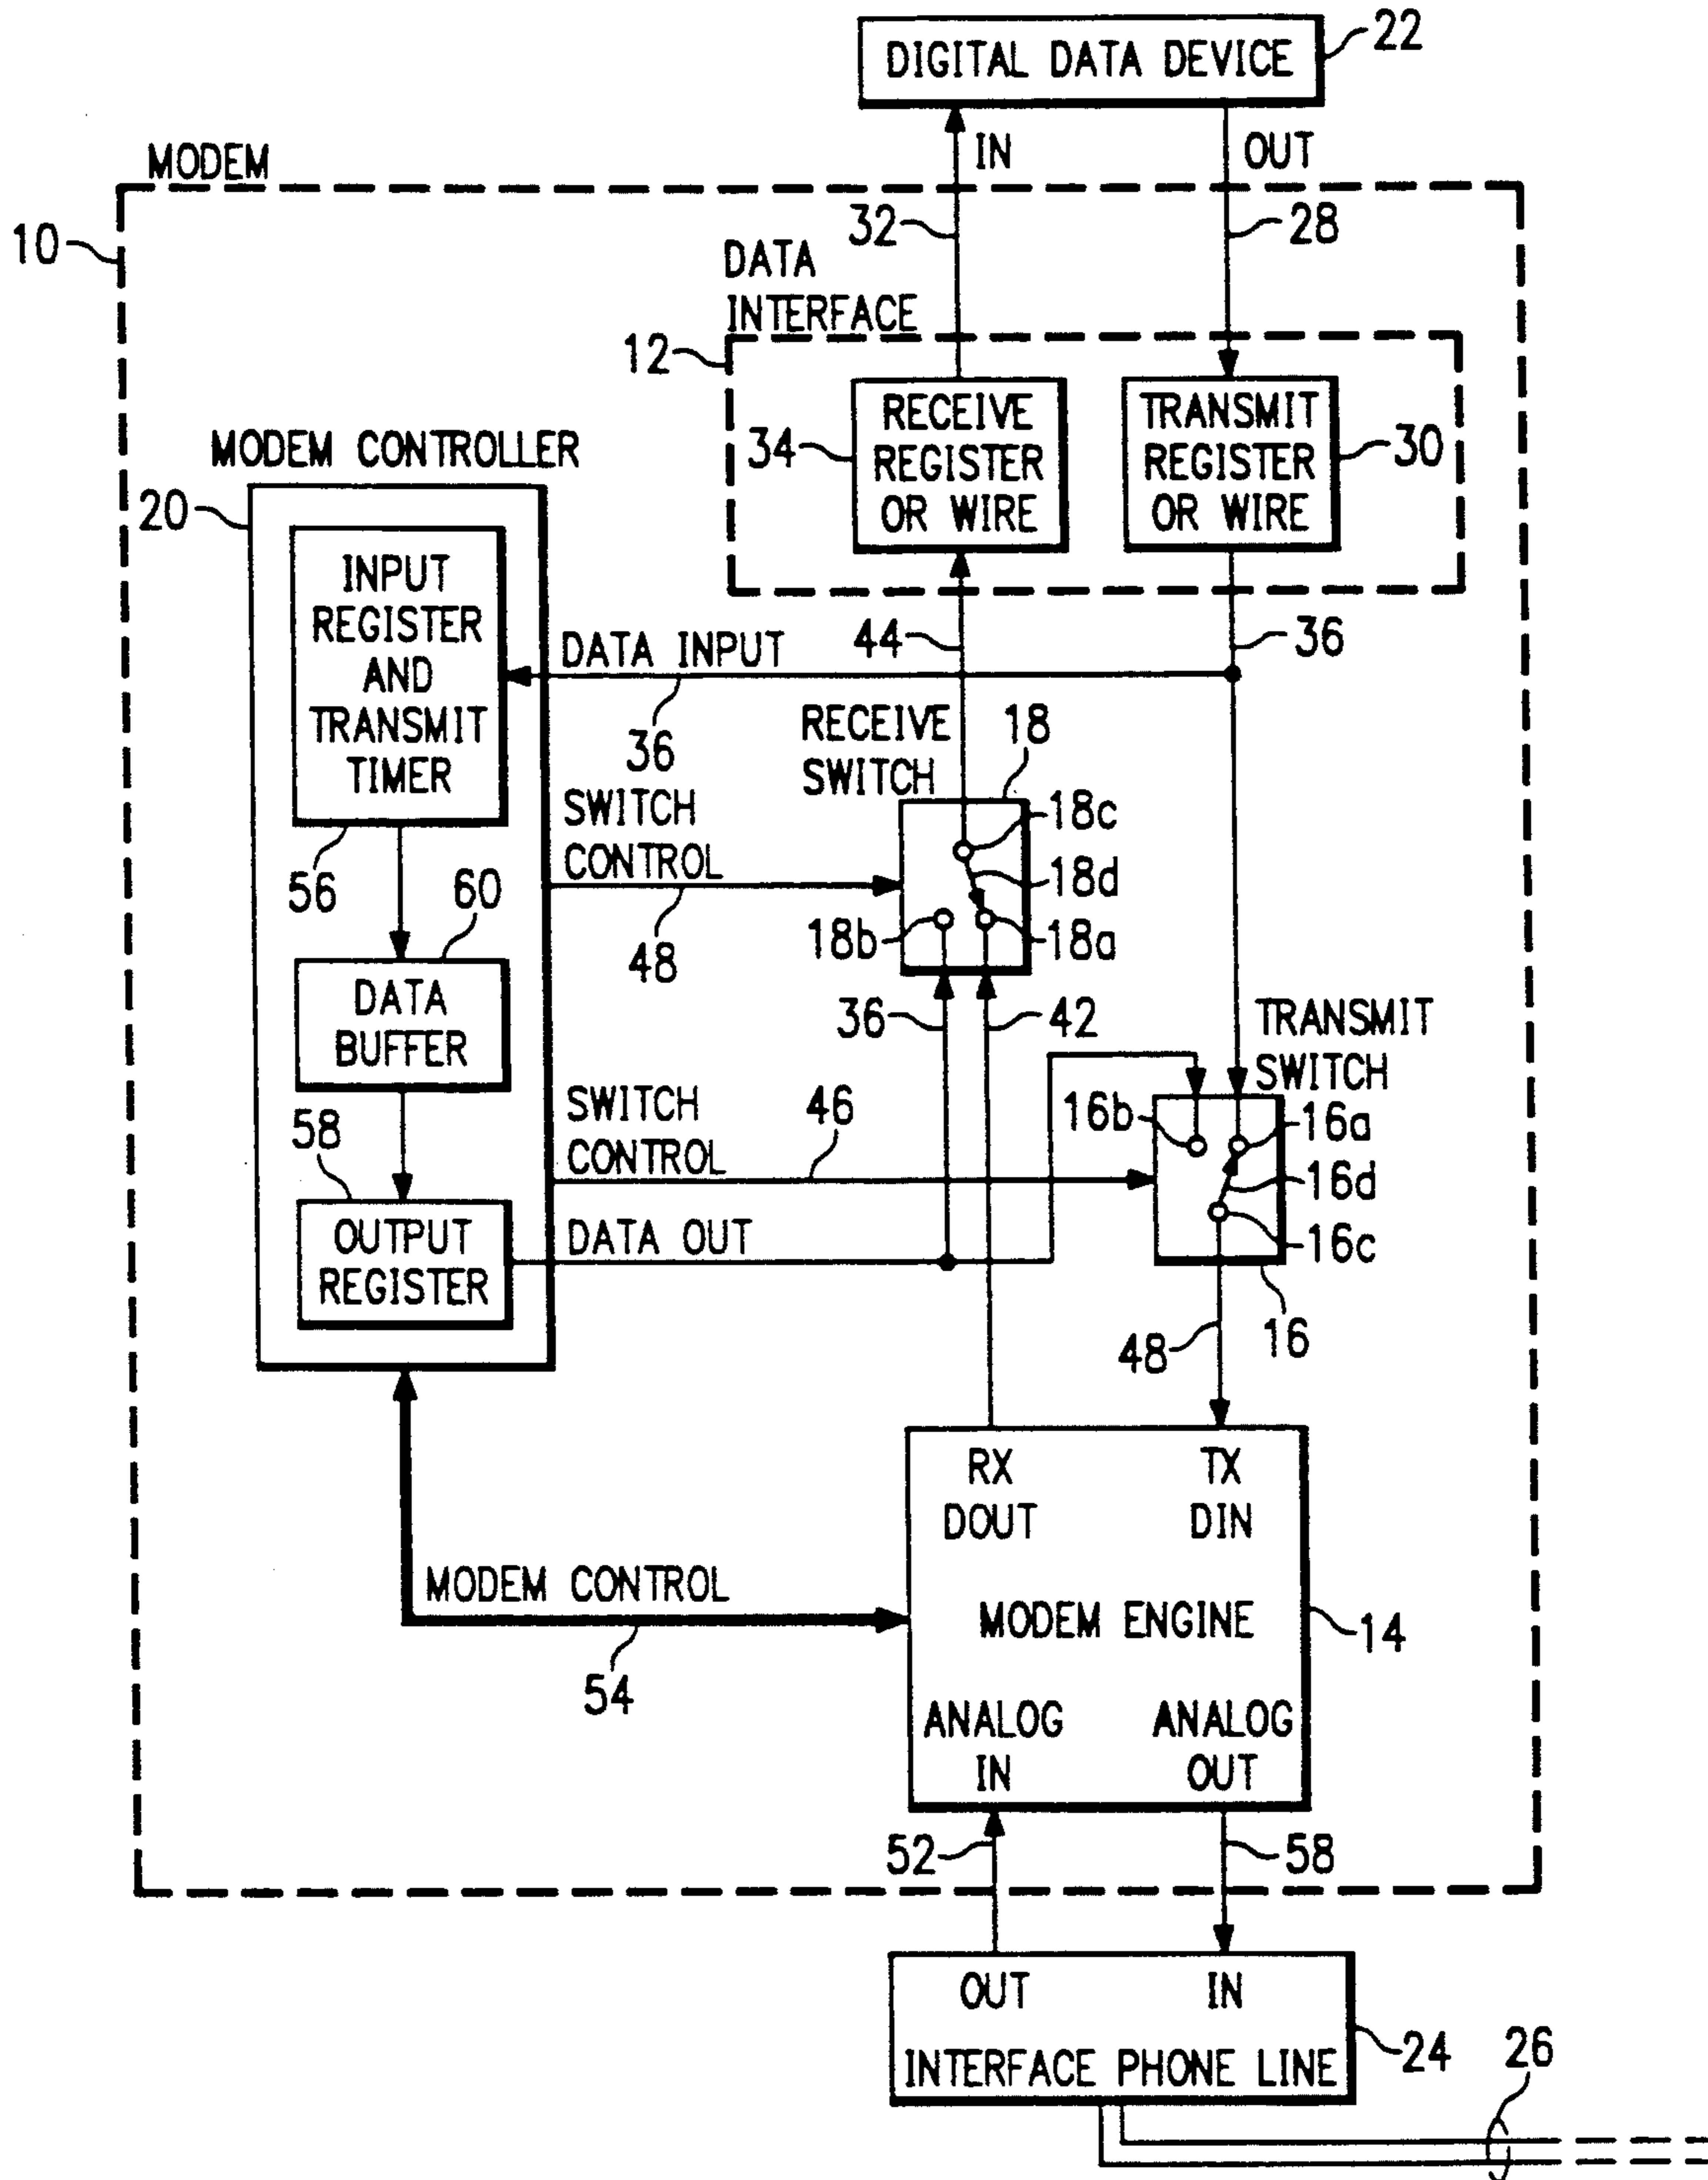 DIGITAL DATA DEVICE
22
IN
OUT
MODEM
10
32
28
DATA
INTERFACE
12
RECEIVE
REGISTER
OR WIRE
34
TRANSMIT
REGISTER
OR WIRE
30
MODEM CONTROLLER
20
INPUT
REGISTER
AND
TRANSMIT
TIMER
56
DATA INPUT
36
44
36
RECEIVE
SWITCH
18
SWITCH
CONTROL
48
18c
18d
18b
18a
60
DATA
BUFFER
36
42
TRANSMIT
SWITCH
58
SWITCH
CONTROL
46
16b
16a
16d
16c
OUTPUT
REGISTER
DATA OUT
48
16
RX
DOUT
TX
DIN
MODEM CONTROL
54
MODEM ENGINE
14
ANALOG
IN
ANALOG
OUT
52
58
OUT
IN
INTERFACE PHONE LINE
24
26